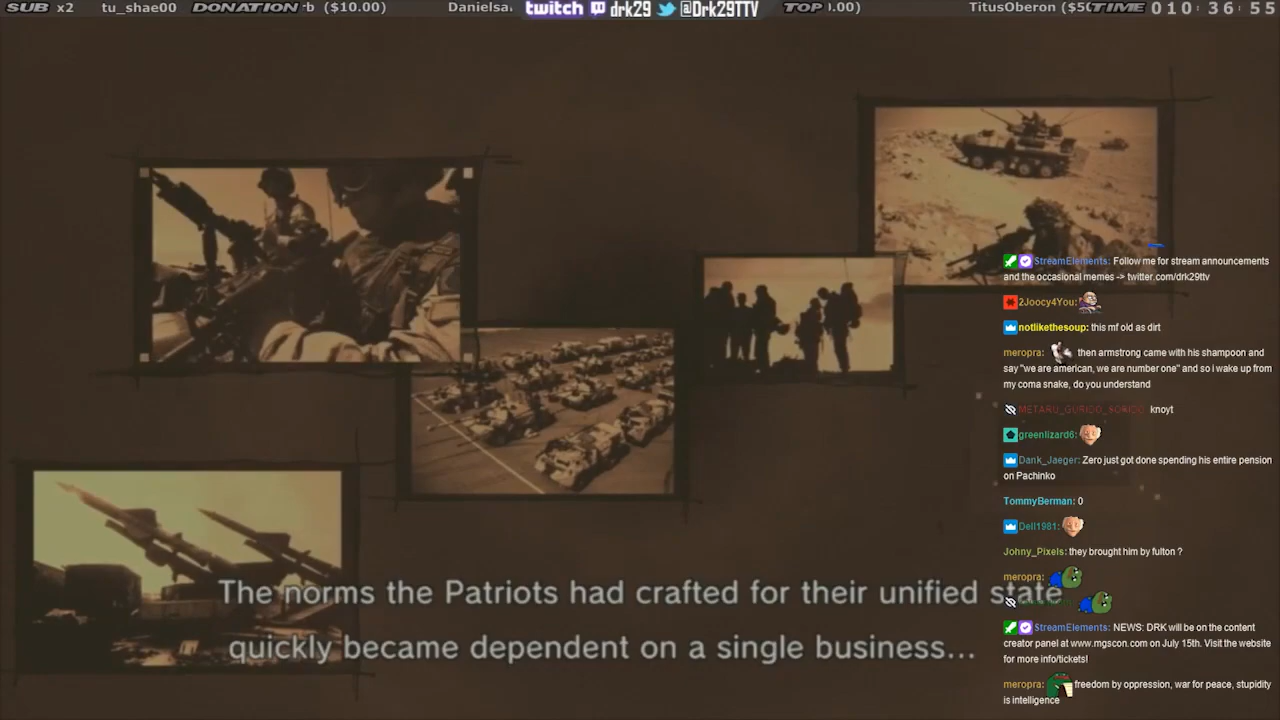 SUB x2 tu_shae00 DONATION b ($10.00) Danielsa. twitch drk29 @Drk29TTV TOP ).00) TitusOberon ($5( TIME 010:36:55
StreamElements: Follow me for stream announcements
and the occasional memes -> twitter.com/drk29ttv
2Joocy4You:
notlikethesoup: this mf old as dirt
meropra: then armstrong came with his shampoon and
say "we are american, we are number one" and so i wake up from
my coma snake, do you understand
METARU_GURIDO_SORIDO knoyt
greenlizard6:
Dank_Jaeger: Zero just got done spending his entire pension
on Pachinko
TommyBerman: 0
Dell1981:
Johny_Pixels: they brought him by fulton ?
meropra:
StreamElements: NEWS: DRK will be on the content
creator panel at www.mgscon.com on July 15th. Visit the website
for more info/tickets!
meropra: freedom by oppression, war for peace, stupidity
is intelligence
The norms the Patriots had crafted for their unified state
quickly became dependent on a single business...